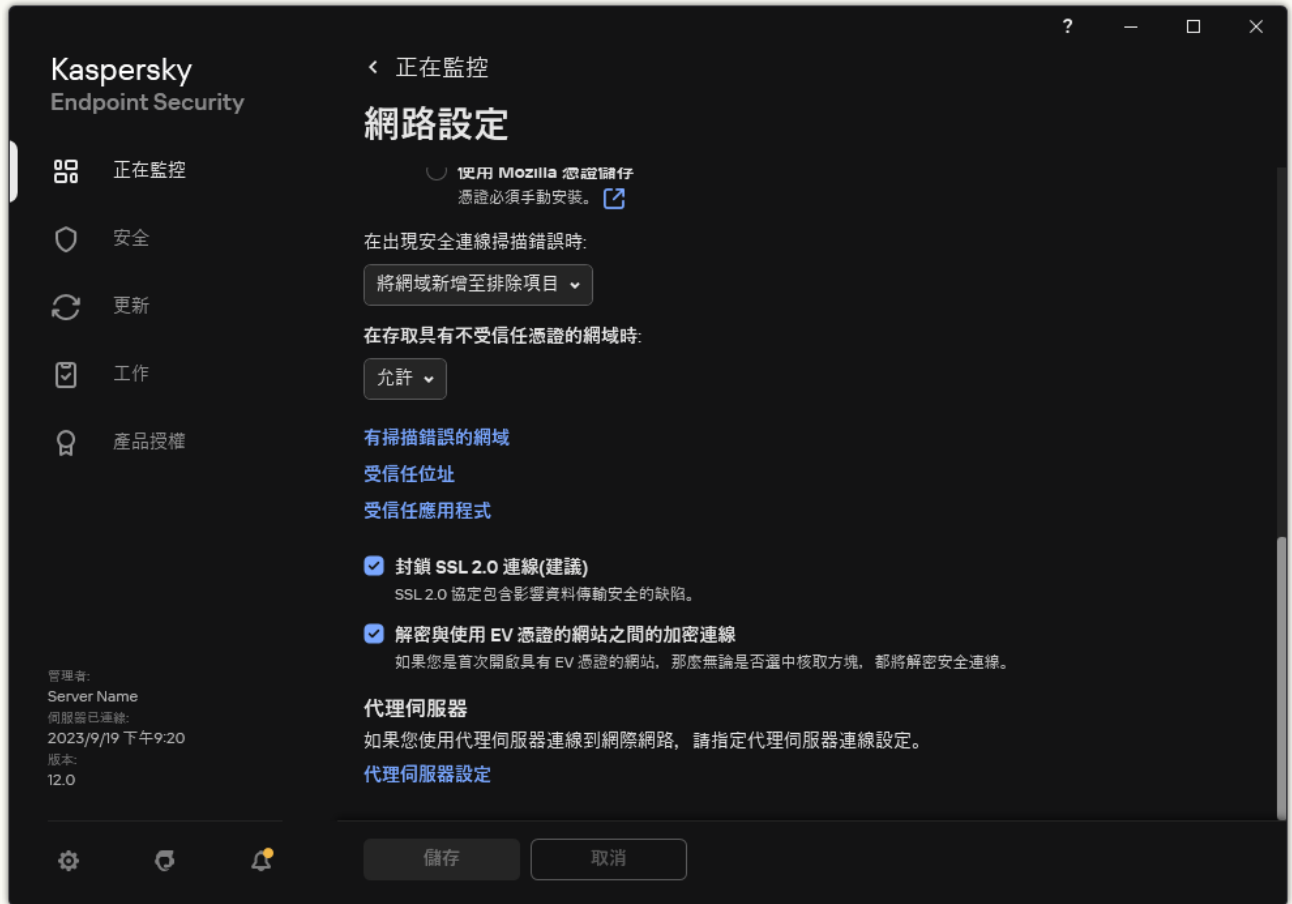 ?
Kaspersky
Endpoint Security
正在監控
安全
更新
工作
產品授權
管理者:
Server Name
伺服器已連線:
2023/9/19 下午9:20
版本:
12.0
正在監控
網路設定
使用 Mozilla 憑證儲存
憑證必須手動安裝。
在出現安全連線掃描錯誤時:
將網域新增至排除項目
在存取具有不受信任憑證的網域時:
允許
有掃描錯誤的網域
受信任位址
受信任應用程式
封鎖 SSL 2.0 連線(建議)
SSL 2.0 協定包含影響資料傳輸安全的缺陷。
解密與使用 EV 憑證的網站之間的加密連線
如果您是首次開啟具有 EV 憑證的網站，那麼無論是否選中核取方塊，都將解密安全連線。
代理伺服器
如果您使用代理伺服器連線到網際網路，請指定代理伺服器連線設定。
代理伺服器設定
儲存
取消